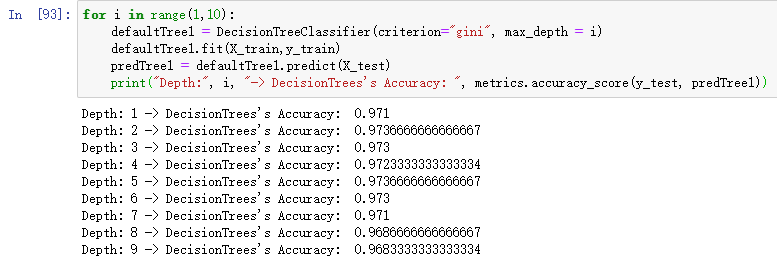 In [93]: for i in range(1,10):
defaultTree1 = DecisionTreeClassifier(criterion="gini", max_depth = i)
defaultTree1.fit(X_train,y_train)
predTree1 = defaultTree1.predict(X_test)
print("Depth:", i, "-> DecisionTrees's Accuracy: ", metrics.accuracy_score(y_test, predTree1))
Depth: 1 -> DecisionTrees's Accuracy:  0.971
Depth: 2 -> DecisionTrees's Accuracy:  0.9736666666666667
Depth: 3 -> DecisionTrees's Accuracy:  0.973
Depth: 4 -> DecisionTrees's Accuracy:  0.9723333333333334
Depth: 5 -> DecisionTrees's Accuracy:  0.9736666666666667
Depth: 6 -> DecisionTrees's Accuracy:  0.973
Depth: 7 -> DecisionTrees's Accuracy:  0.971
Depth: 8 -> DecisionTrees's Accuracy:  0.9686666666666667
Depth: 9 -> DecisionTrees's Accuracy:  0.9683333333333334